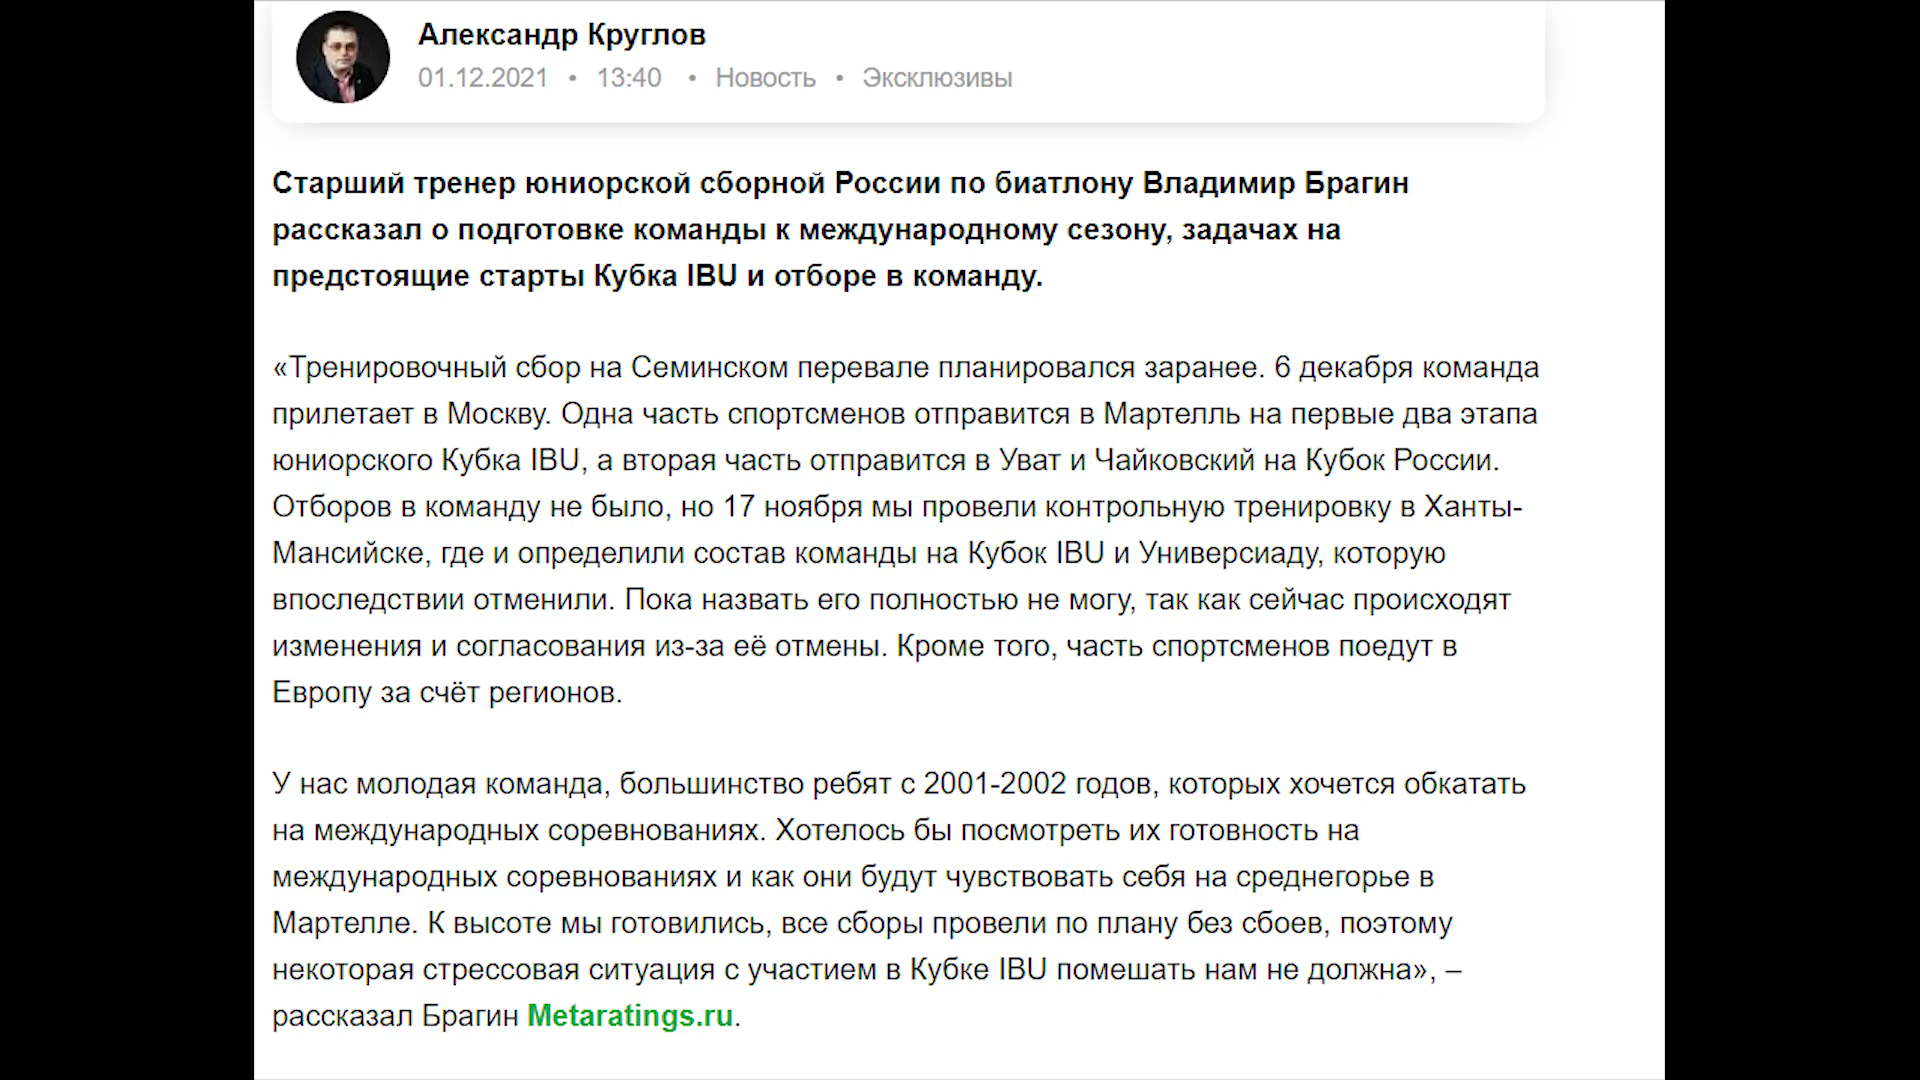 Александр Круглов
01.12.2021 • 13:40 • Новость • Эксклюзивы
Старший тренер юниорской сборной России по биатлону Владимир Брагин
рассказал о подготовке команды к международному сезону, задачах на
предстоящие старты Кубка IBU и отборе в команду.
«Тренировочный сбор на Семинском перевале планировался заранее. 6 декабря команда
прилетает в Москву. Одна часть спортсменов отправится в Мартелль на первые два этапа
юниорского Кубка IBU, а вторая часть отправится в Уват и Чайковский на Кубок России.
Отборов в команду не было, но 17 ноября мы провели контрольную тренировку в Ханты-
Мансийске, где и определили состав команды на Кубок IBU и Универсиаду, которую
впоследствии отменили. Пока назвать его полностью не могу, так как сейчас происходят
изменения и согласования из-за её отмены. Кроме того, часть спортсменов поедут в
Европу за счёт регионов.
У нас молодая команда, большинство ребят с 2001-2002 годов, которых хочется обкатать
на международных соревнованиях. Хотелось бы посмотреть их готовность на
международных соревнованиях и как они будут чувствовать себя на среднегорье в
Мартелле. К высоте мы готовились, все сборы провели по плану без сбоев, поэтому
некоторая стрессовая ситуация с участием в Кубке IBU помешать нам не должна», –
рассказал Брагин Metaratings.ru.